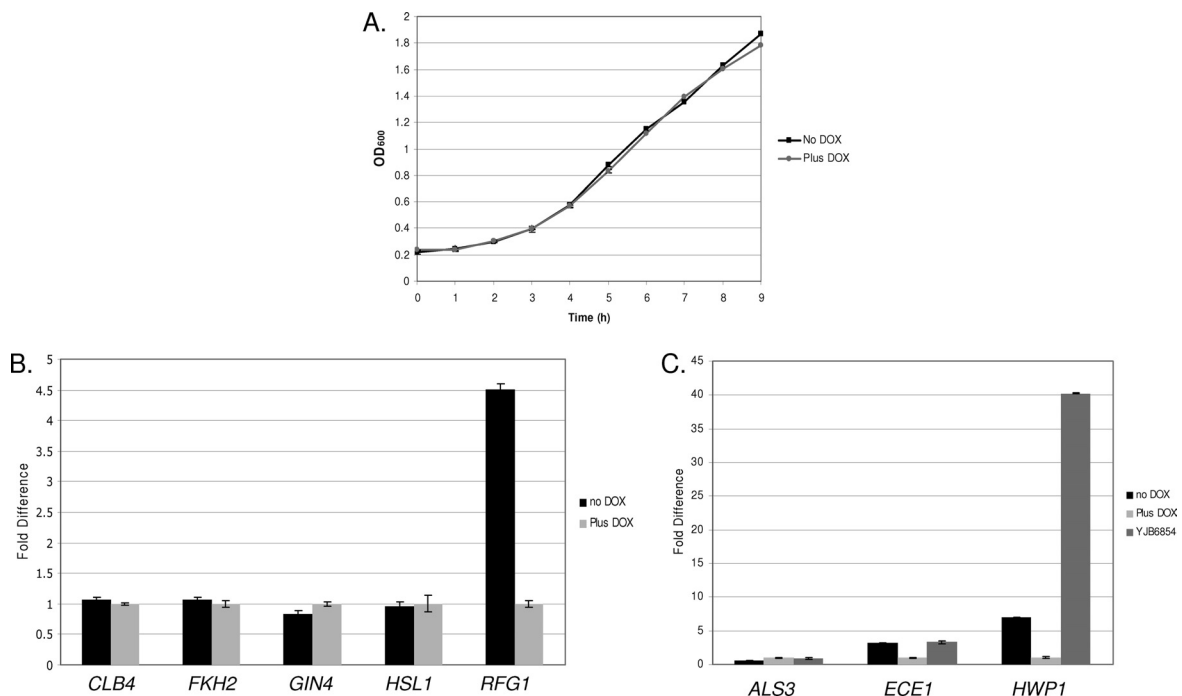 A.
2
1.8
1.6
1.4
1.2
1
0.8
0.6
0.4
0.2
0
OD600
0 1 2 3 4 5 6 7 8 9
Time (h)
No DOX
Plus DOX
B.
5
4.5
4
3.5
3
2.5
2
1.5
1
0.5
0
Fold Difference
CLB4 FKH2 GIN4 HSL1 RFG1
no DOX
Plus DOX
C.
45
40
35
30
25
20
15
10
5
0
Fold Difference
ALS3 ECE1 HWP1
no DOX
Plus DOX
YJB6854